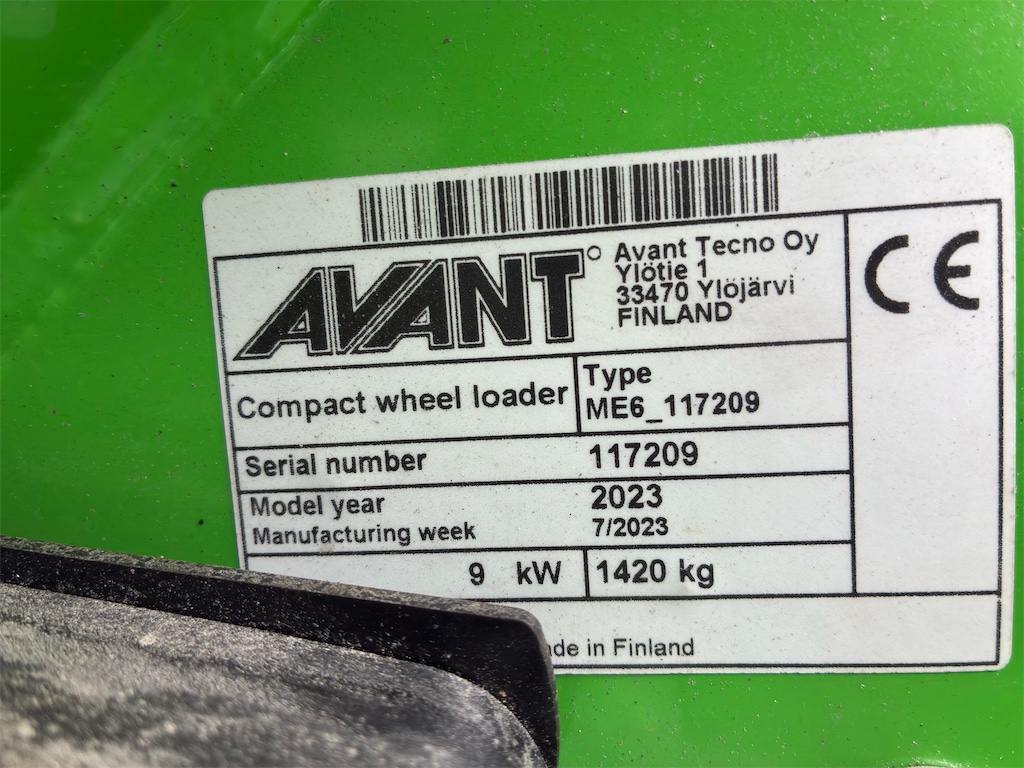 AVANT
Avant Tecno Oy
Ylötie 1
33470 Ylöjärvi
FINLAND
CE
Compact wheel loader
Type
ME6_117209
Serial number 117209
Model year 2023
Manufacturing week 7/2023
9 kW 1420 kg
in Finland